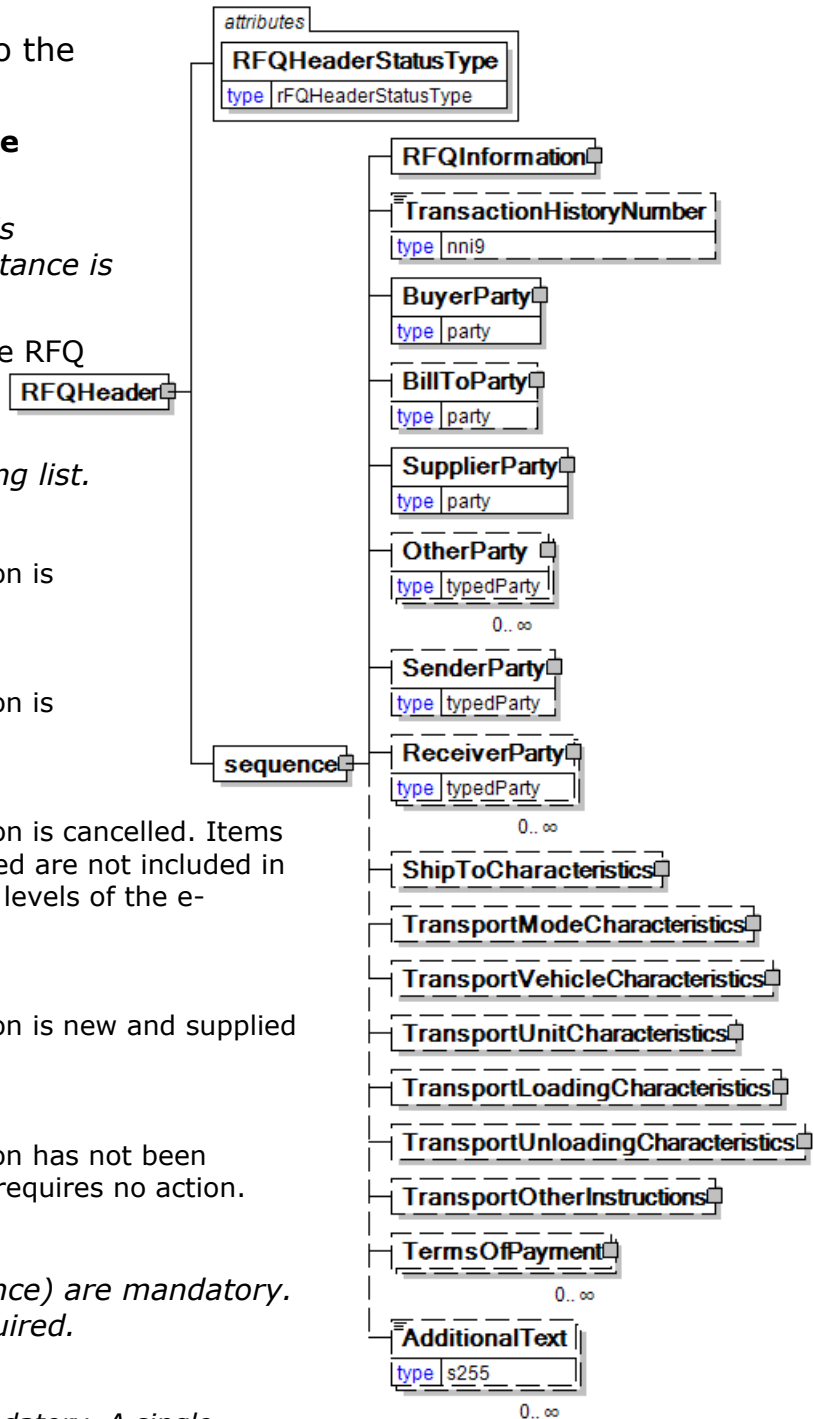 o the
e
s
tance is
e RFQ
ng list.
on is
on is
on is cancelled. Items
ed are not included in
levels of the e-
on is new and supplied
on has not been
requires no action.
nce) are mandatory.
uired.
datory. A single
RFQHeader
attributes
RFQHeaderStatusType
type rFQHeaderStatusType
sequence
RFQInformation
TransactionHistoryNumber
type nni9
BuyerParty
type party
BillToParty
type party
SupplierParty
type party
OtherParty
type typedParty
0.. ∞
SenderParty
type typedParty
ReceiverParty
type typedParty
0.. ∞
ShipToCharacteristics
TransportModeCharacteristics
TransportVehicleCharacteristics
TransportUnitCharacteristics
TransportLoadingCharacteristics
TransportUnloadingCharacteristics
TransportOtherInstructions
TermsOfPayment
0.. ∞
AdditionalText
type s255
0.. ∞